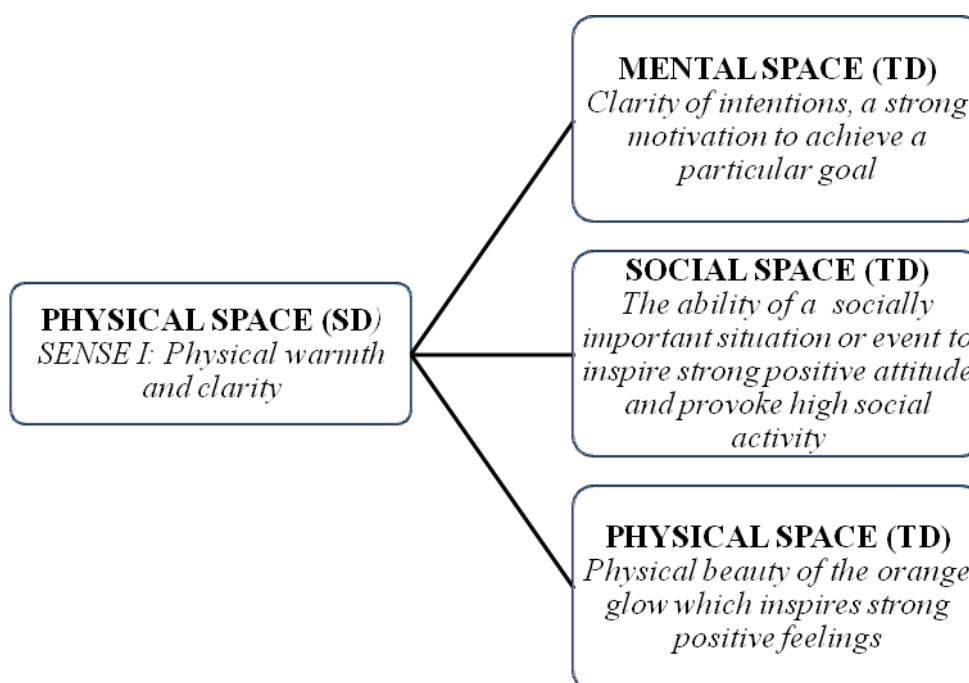 MENTAL SPACE (TD)
Clarity of intentions, a strong
motivation to achieve a
particular goal
SOCIAL SPACE (TD)
The ability of a socially
important situation or event to
inspire strong positive attitude
and provoke high social
activity
PHYSICAL SPACE (SD)
SENSE I: Physical warmth
and clarity
PHYSICAL SPACE (TD)
Physical beauty of the orange
glow which inspires strong
positive feelings